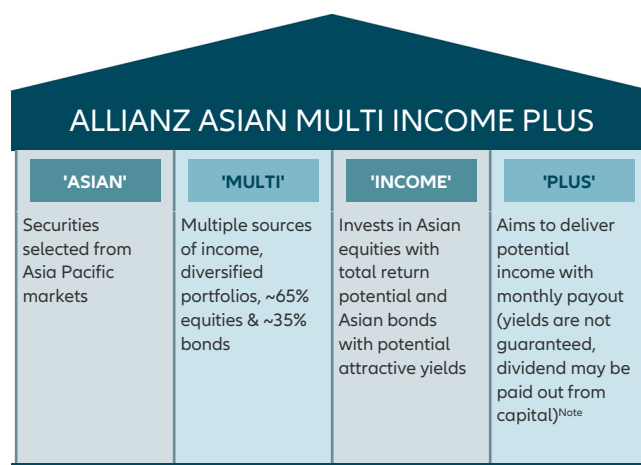 ALLIANZ ASIAN MULTI INCOME PLUS
'ASIAN'
Securities
selected from
Asia Pacific
markets
'MULTI'
Multiple sources
of income,
diversified
portfolios, ~65%
equities & ~35%
bonds
'INCOME'
Invests in Asian
equities with
total return
potential and
Asian bonds
with potential
attractive yields
'PLUS'
Aims to deliver
potential
income with
monthly payout
(yields are not
guaranteed,
dividend may be
paid out from
capital)Note